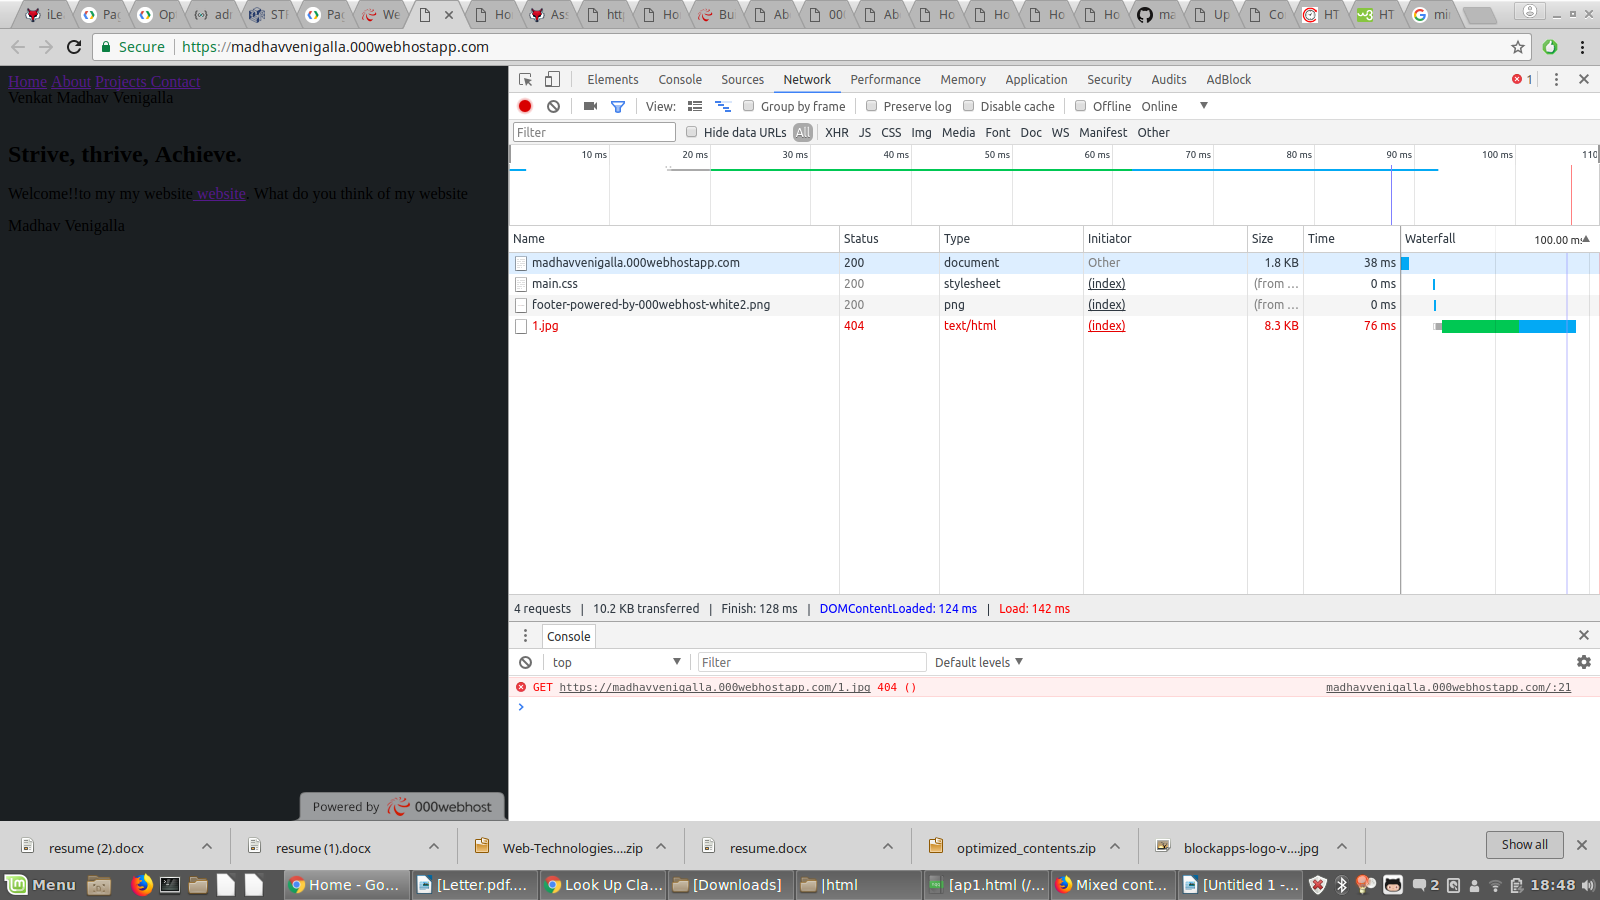 iLe
Pag
Opt
adr
STI
Pag
We
Hor
Ass
http
Hor
Bui
Abo
000
Abo
Ho
Ho
Ho
Ho
ma
Up
Co
HT
HT
mi
Secure https://madhavvenigalla.000webhostapp.com
Home About Projects Contact
Venkat Madhav Venigalla
Strive, thrive, Achieve.
Welcome!!to my my website website. What do you think of my website
Madhav Venigalla
Powered by 000webhost
Elements Console Sources Network Performance Memory Application Security Audits AdBlock 1
View: Group by frame Preserve log Disable cache Offline Online
Filter Hide data URLs All XHR JS CSS Img Media Font Doc WS Manifest Other
10 ms 20 ms 30 ms 40 ms 50 ms 60 ms 70 ms 80 ms 90 ms 100 ms 110
Name Status Type Initiator Size Time Waterfall 100.00 ms
madhavvenigalla.000webhostapp.com 200 document Other 1.8 KB 38 ms
main.css 200 stylesheet (index) (from ... 0 ms
footer-powered-by-000webhost-white2.png 200 png (index) (from ... 0 ms
1.jpg 404 text/html (index) 8.3 KB 76 ms
4 requests | 10.2 KB transferred | Finish: 128 ms | DOMContentLoaded: 124 ms | Load: 142 ms
Console
top Filter Default levels
GET https://madhavvenigalla.000webhostapp.com/1.jpg 404 () madhavvenigalla.000webhostapp.com/:21
resume (2).docx resume (1).docx Web-Technologies....zip resume.docx optimized_contents.zip blockapps-logo-v....jpg Show all
Menu Home - Go... [Letter.pdf.... Look Up Cla... [Downloads] |html [ap1.html (/... Mixed cont... [Untitled 1 -... 2 18:48